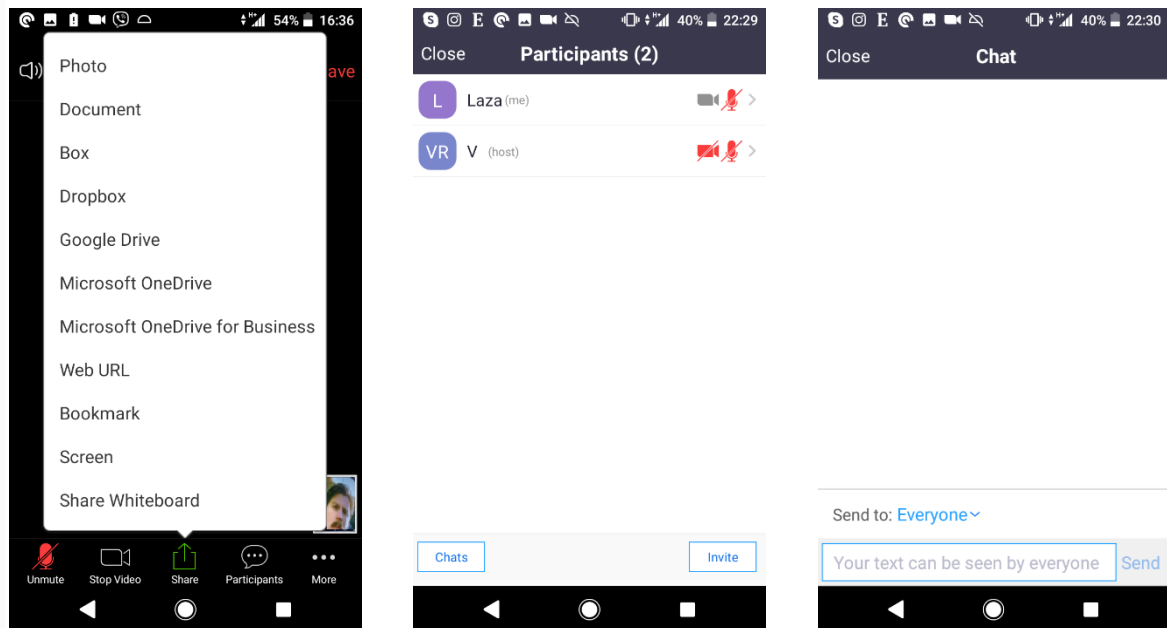 54% 16:36
ave
Photo
Document
Box
Dropbox
Google Drive
Microsoft OneDrive
Microsoft OneDrive for Business
Web URL
Bookmark
Screen
Share Whiteboard
Unmute Stop Video Share Participants More
40% 22:29
Close Participants (2)
L Laza (me)
VR V (host)
Chats Invite
40% 22:30
Close Chat
Send to: Everyone
Your text can be seen by everyone Send